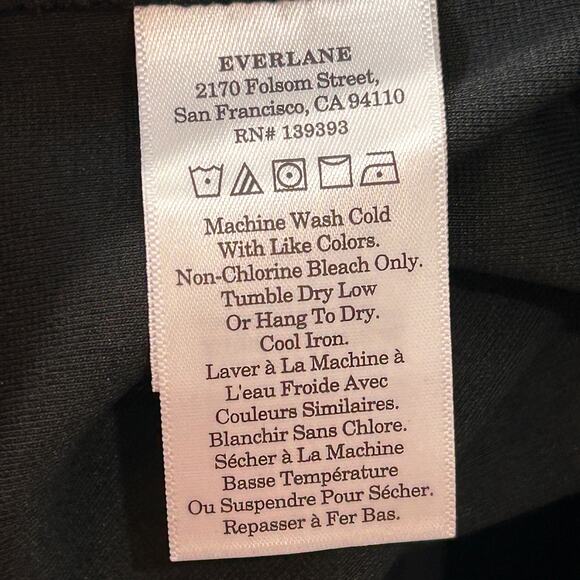 EVERLANE
2170 Folsom Street,
San Francisco, CA 94110
RN# 139393
Machine Wash Cold
With Like Colors.
Non-Chlorine Bleach Only.
Tumble Dry Low
Or Hang To Dry.
Cool Iron.
Laver à La Machine à
L'eau Froide Avec
Couleurs Similaires.
Blanchir Sans Chlore.
Sécher à La Machine
Basse Température
Ou Suspendre Pour Sécher.
Repasser à Fer Bas.